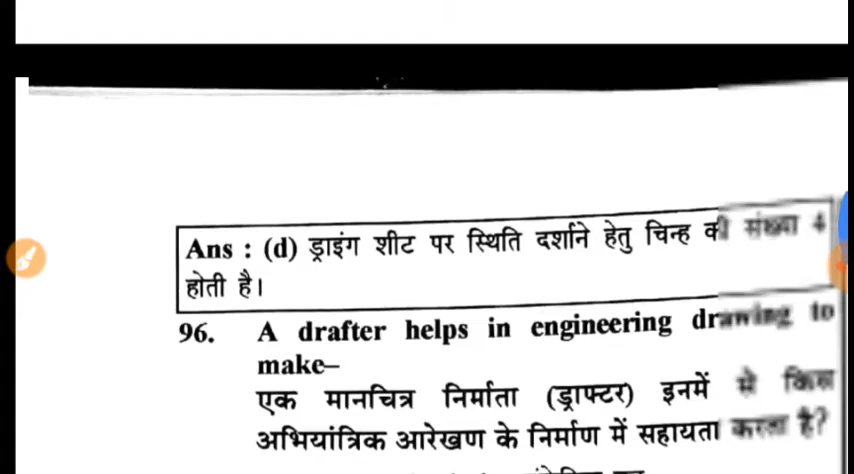 Ans : (d) ड्राइंग शीट पर स्थिति दर्शाने हेतु चिन्ह की संख्या 4
होती है।
96. A drafter helps in engineering drawing to
make–
एक मानचित्र निर्माता (ड्राफ्टर) इनमें से किस
अभियांत्रिक आरेखण के निर्माण में सहायता करता है?